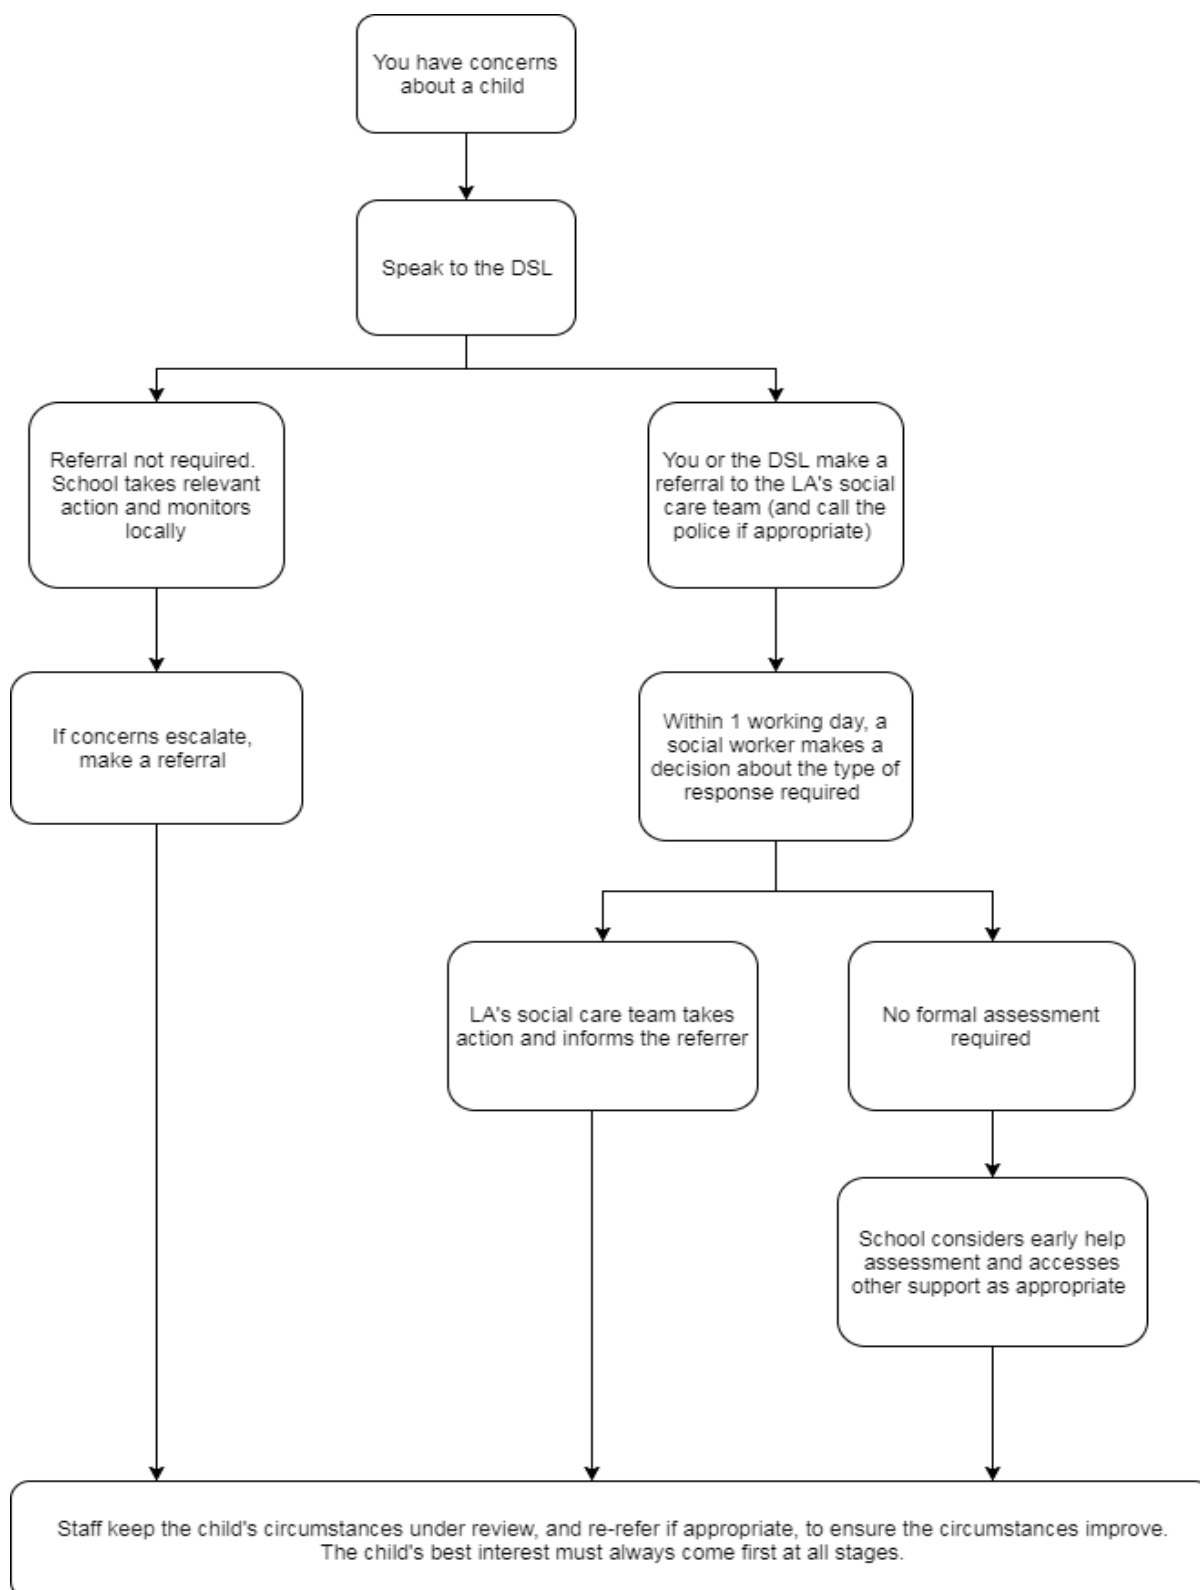 You have concerns
about a child
Speak to the DSL
Referral not required.
School takes relevant
action and monitors
locally
You or the DSL make a
referral to the LA's social
care team (and call the
police if appropriate)
If concerns escalate,
make a referral
Within 1 working day, a
social worker makes a
decision about the type of
response required
LA's social care team takes
action and informs the referrer
No formal assessment
required
School considers early help
assessment and accesses
other support as appropriate
Staff keep the child's circumstances under review, and re-refer if appropriate, to ensure the circumstances improve.
The child's best interest must always come first at all stages.